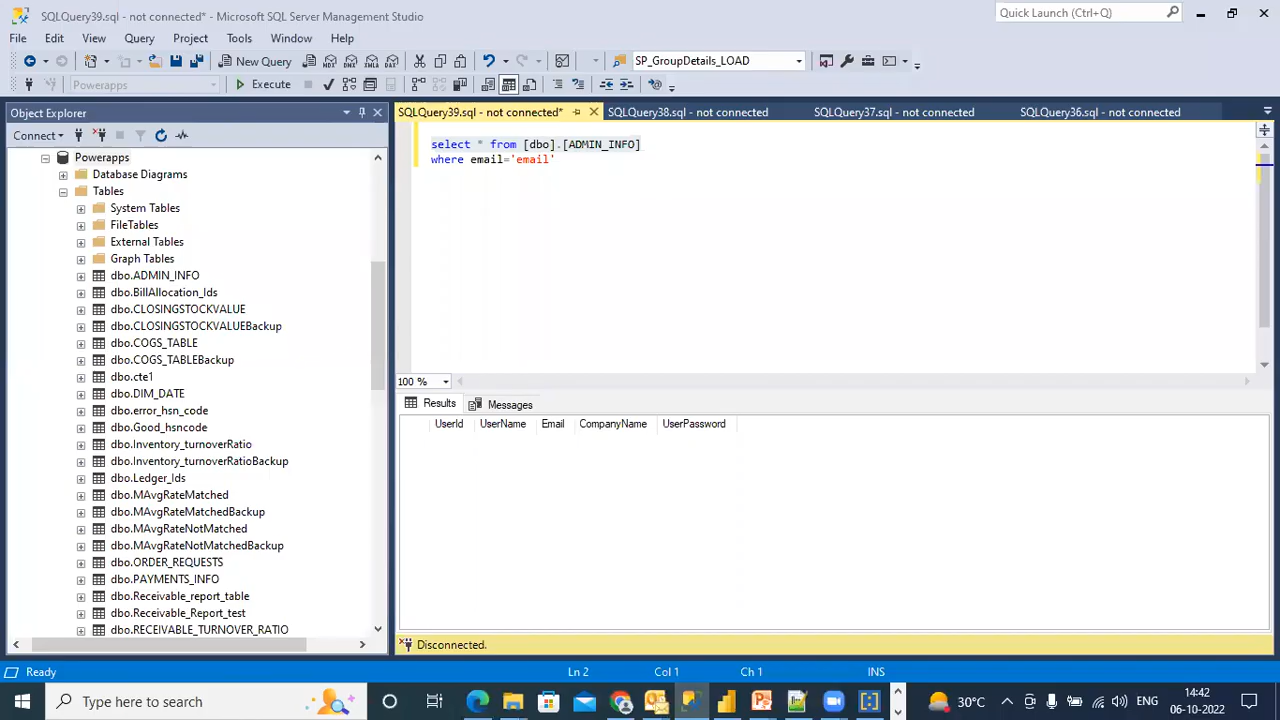 SQLQuery39.sql - not connected* - Microsoft SQL Server Management Studio
Quick Launch (Ctrl+Q)
File Edit View Query Project Tools Window Help
New Query
SP_GroupDetails_LOAD
Powerapps
Execute
Object Explorer
SQLQuery39.sql - not connected*
SQLQuery38.sql - not connected
SQLQuery37.sql - not connected
SQLQuery36.sql - not connected
Connect
Powerapps
Database Diagrams
Tables
System Tables
FileTables
External Tables
Graph Tables
dbo.ADMIN_INFO
dbo.BillAllocation_Ids
dbo.CLOSINGSTOCKVALUE
dbo.CLOSINGSTOCKVALUEBackup
dbo.COGS_TABLE
dbo.COGS_TABLEBackup
dbo.cte1
dbo.DIM_DATE
dbo.error_hsn_code
dbo.Good_hsncode
dbo.Inventory_turnoverRatio
dbo.Inventory_turnoverRatioBackup
dbo.Ledger_Ids
dbo.MAvgRateMatched
dbo.MAvgRateMatchedBackup
dbo.MAvgRateNotMatched
dbo.MAvgRateNotMatchedBackup
dbo.ORDER_REQUESTS
dbo.PAYMENTS_INFO
dbo.Receivable_report_table
dbo.Receivable_Report_test
dbo.RECEIVABLE_TURNOVER_RATIO
select * from [dbo].[ADMIN_INFO]
where email='email'
100 %
Results
Messages
UserId UserName Email CompanyName UserPassword
Disconnected.
Ready
Ln 2
Col 1
Ch 1
INS
Type here to search
30°C
ENG
14:42
06-10-2022